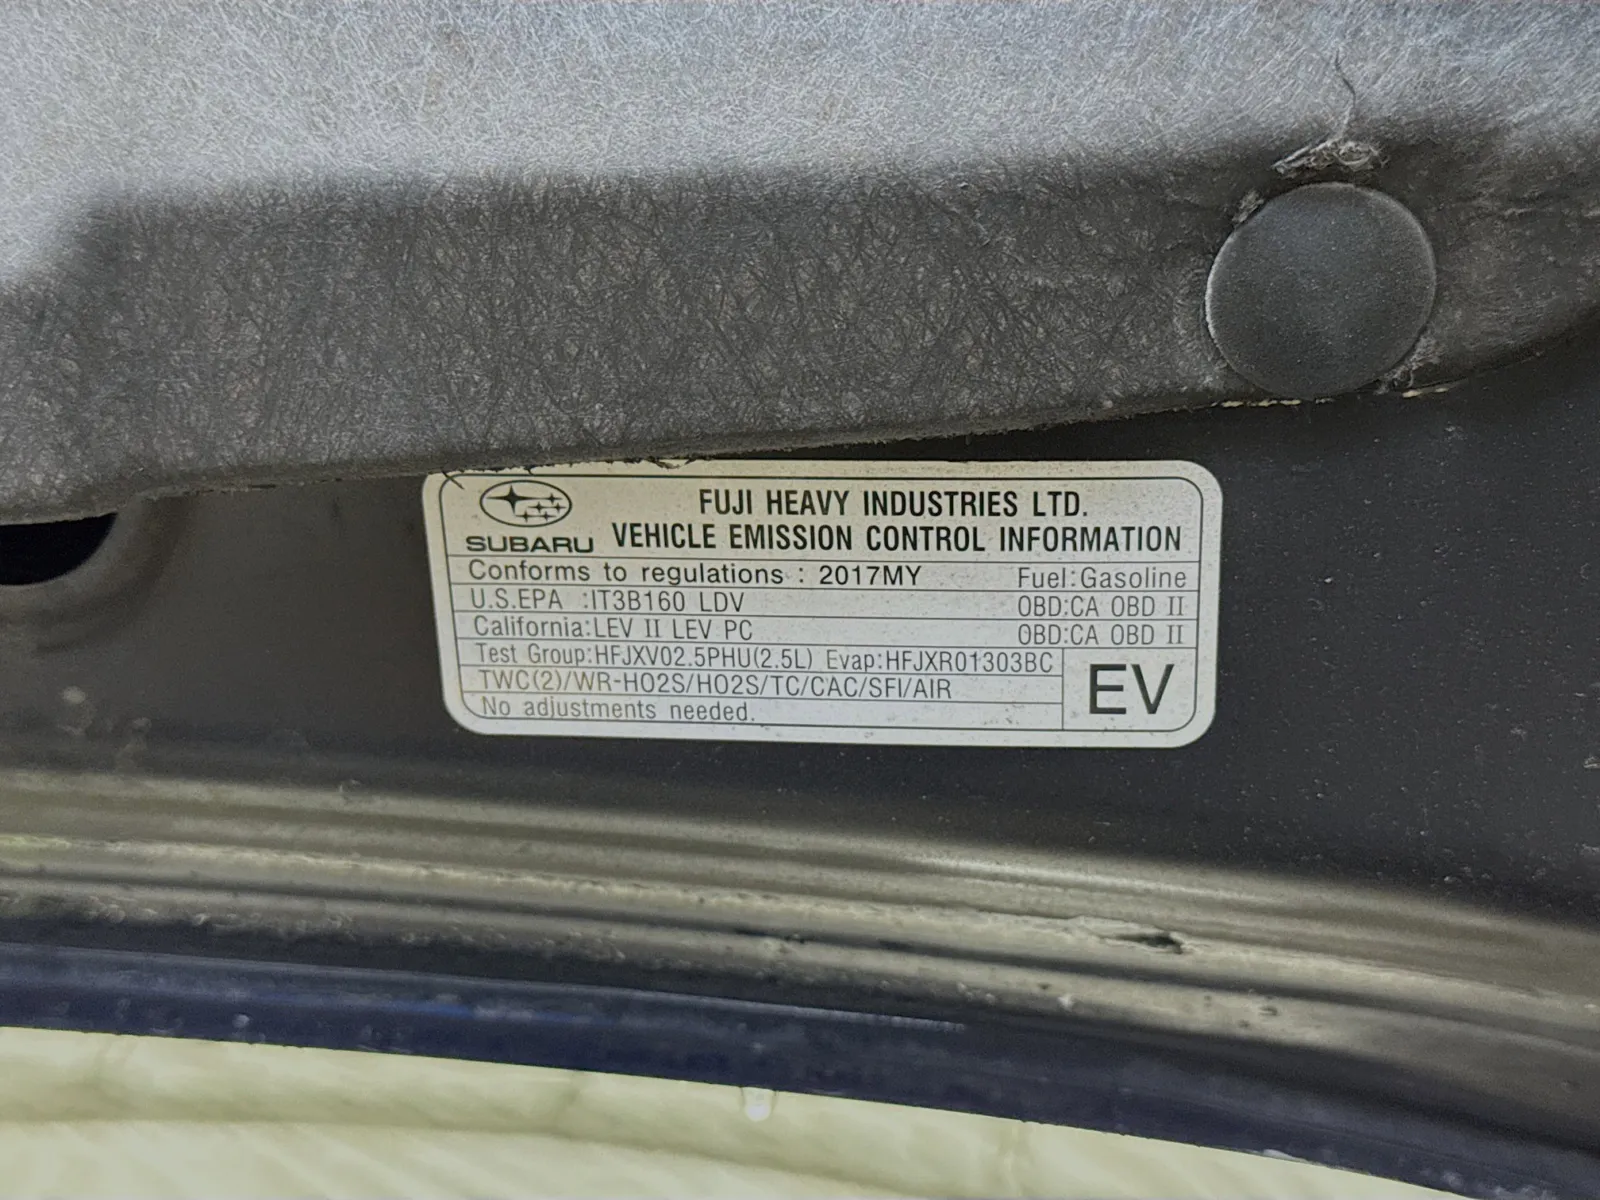 FUJI HEAVY INDUSTRIES LTD.
SUBARU VEHICLE EMISSION CONTROL INFORMATION
Conforms to regulations : 2017MY Fuel:Gasoline
U.S.EPA :IT3B160 LDV OBD:CA OBD II
California:LEV II LEV PC OBD:CA OBD II
Test Group:HFJXV02.5PHU(2.5L) Evap:HFJXR01303BC
TWC(2)/WR-HO2S/HO2S/TC/CAC/SFI/AIR
EV
No adjustments needed.